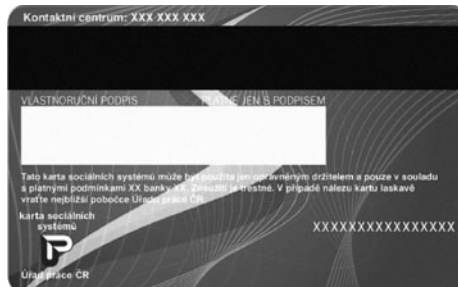 Kontaktní centrum: XXX XXX XXX
VLASTNORUČNÍ PODPIS PLATNÉ JEN S PODPISEM
Tato karta sociálních systémů může být použita jen oprávněným držitelem a pouze v souladu
s platnými podmínkami XX banky XX. Zneužití je trestné. V případě nálezu kartu laskavě
vraťte nejbližší pobočce Úřadu práce ČR.
karta sociálních
systémů
XXXXXXXXXXXXXXXX
Úřad práce ČR